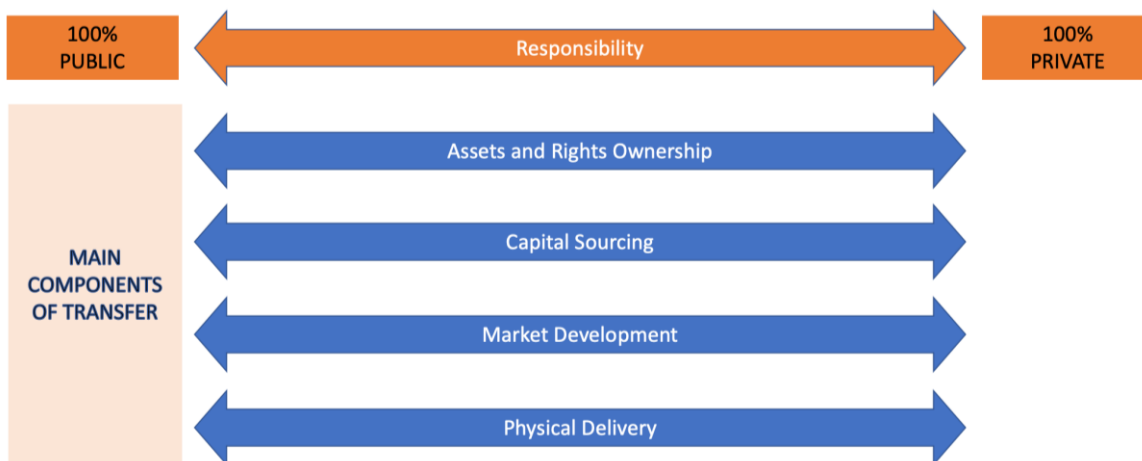 100%
PUBLIC
Responsibility
100%
PRIVATE
Assets and Rights Ownership
Capital Sourcing
MAIN
COMPONENTS
OF TRANSFER
Market Development
Physical Delivery